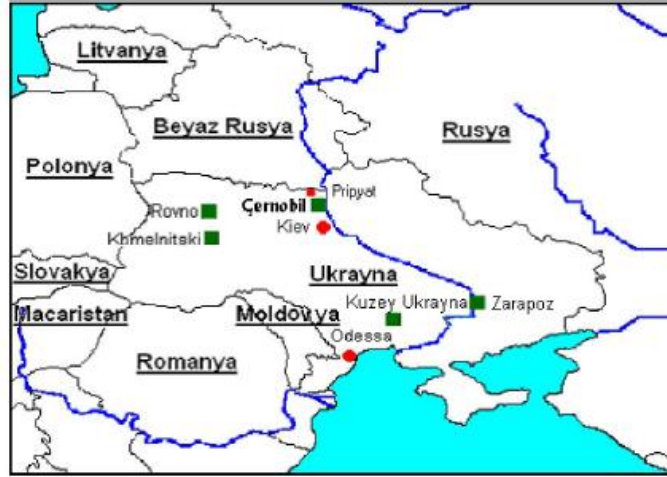 Litvanya
Beyaz Rusya
Rusya
Polonya
Pripyat
Çernobil
Rovno
Kiev
Khmelnitski
Slovakya
Ukrayna
Macaristan
Moldovya
Kuzey Ukrayna
Zarapoz
Odessa
Romanya